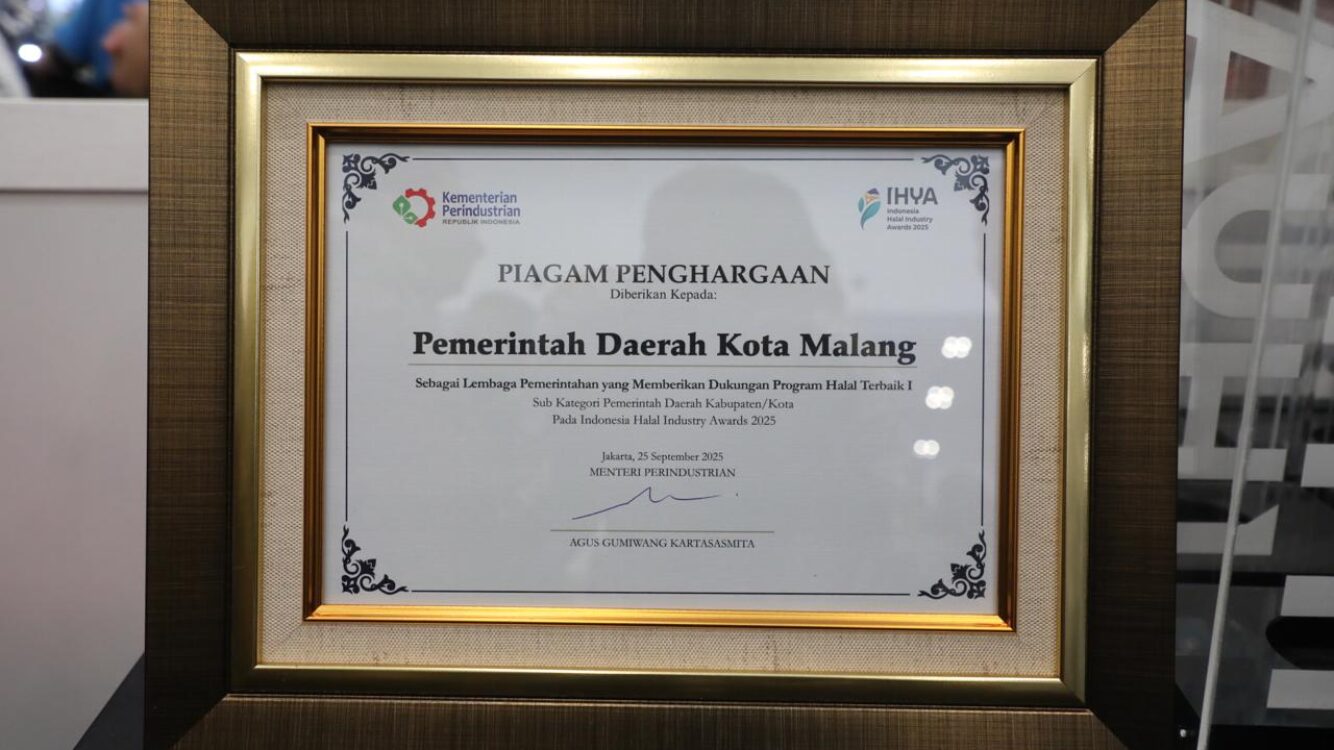 Kementerian
Perindustrian
REPUBLIK INDONESIA
IHYA
Indonesia
Halal Industry
Awards 2025
PIAGAM PENGHARGAAN
Diberikan Kepada:
Pemerintah Daerah Kota Malang
Sebagai Lembaga Pemerintahan yang Memberikan Dukungan Program Halal Terbaik I
Sub Kategori Pemerintah Daerah Kabupaten/Kota
Pada Indonesia Halal Industry Awards 2025
Jakarta, 25 September 2025
MENTERI PERINDUSTRIAN
AGUS GUMIWANG KARTASASMITA